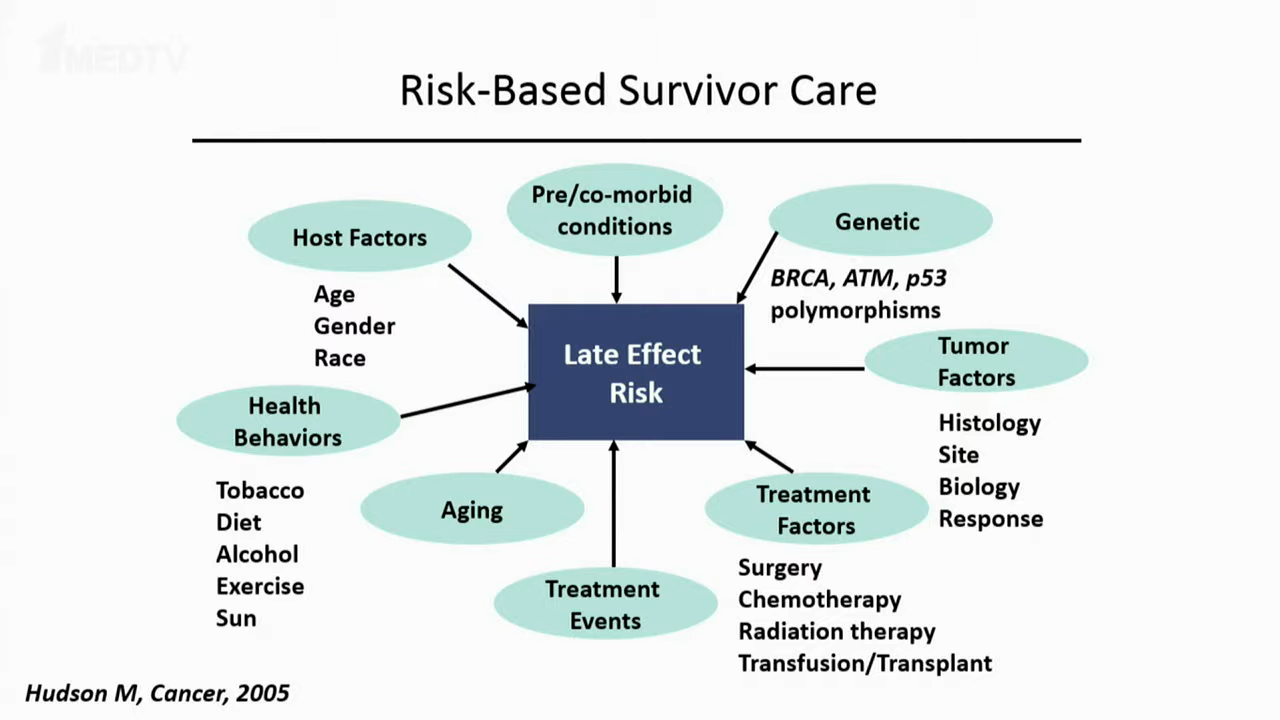 1MEDTV
Risk-Based Survivor Care
Pre/co-morbid
conditions
Host Factors
Age
Gender
Race
Genetic
BRCA, ATM, p53
polymorphisms
Late Effect
Risk
Tumor
Factors
Histology
Site
Biology
Response
Health
Behaviors
Tobacco
Diet
Alcohol
Exercise
Sun
Aging
Treatment
Events
Treatment
Factors
Surgery
Chemotherapy
Radiation therapy
Transfusion/Transplant
Hudson M, Cancer, 2005